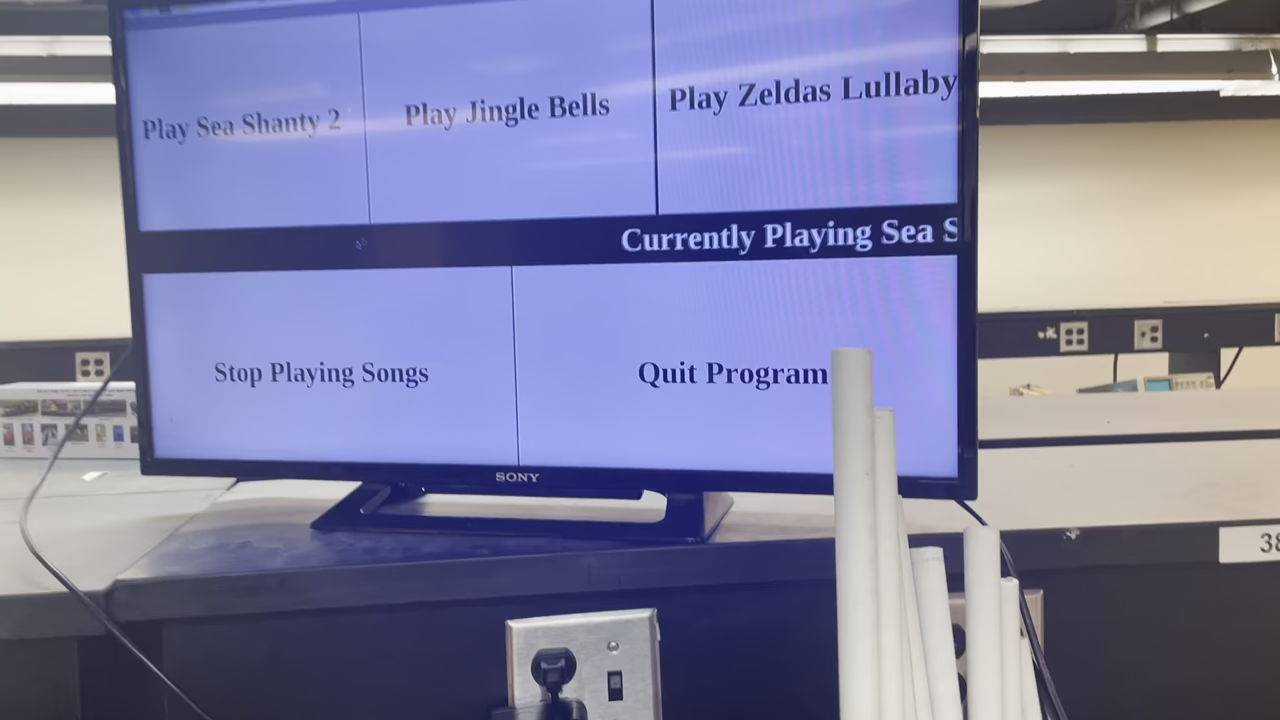 Play Sea Shanty 2
Play Jingle Bells
Play Zeldas Lullaby
Currently Playing Sea S
Stop Playing Songs
Quit Program
SONY
38